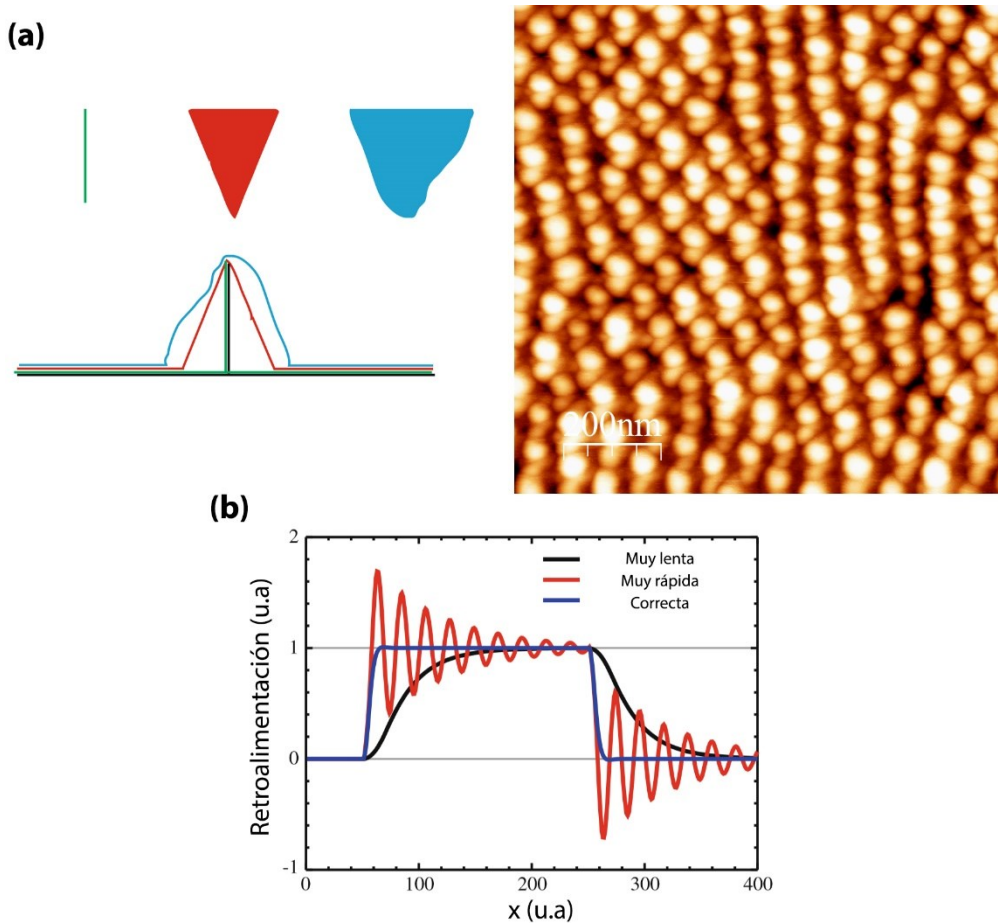 (a)
200nm
(b)
2
1
0
-1
Retroalimentación (u.a)
Muy lenta
Muy rápida
Correcta
0
100
200
300
400
x (u.a)